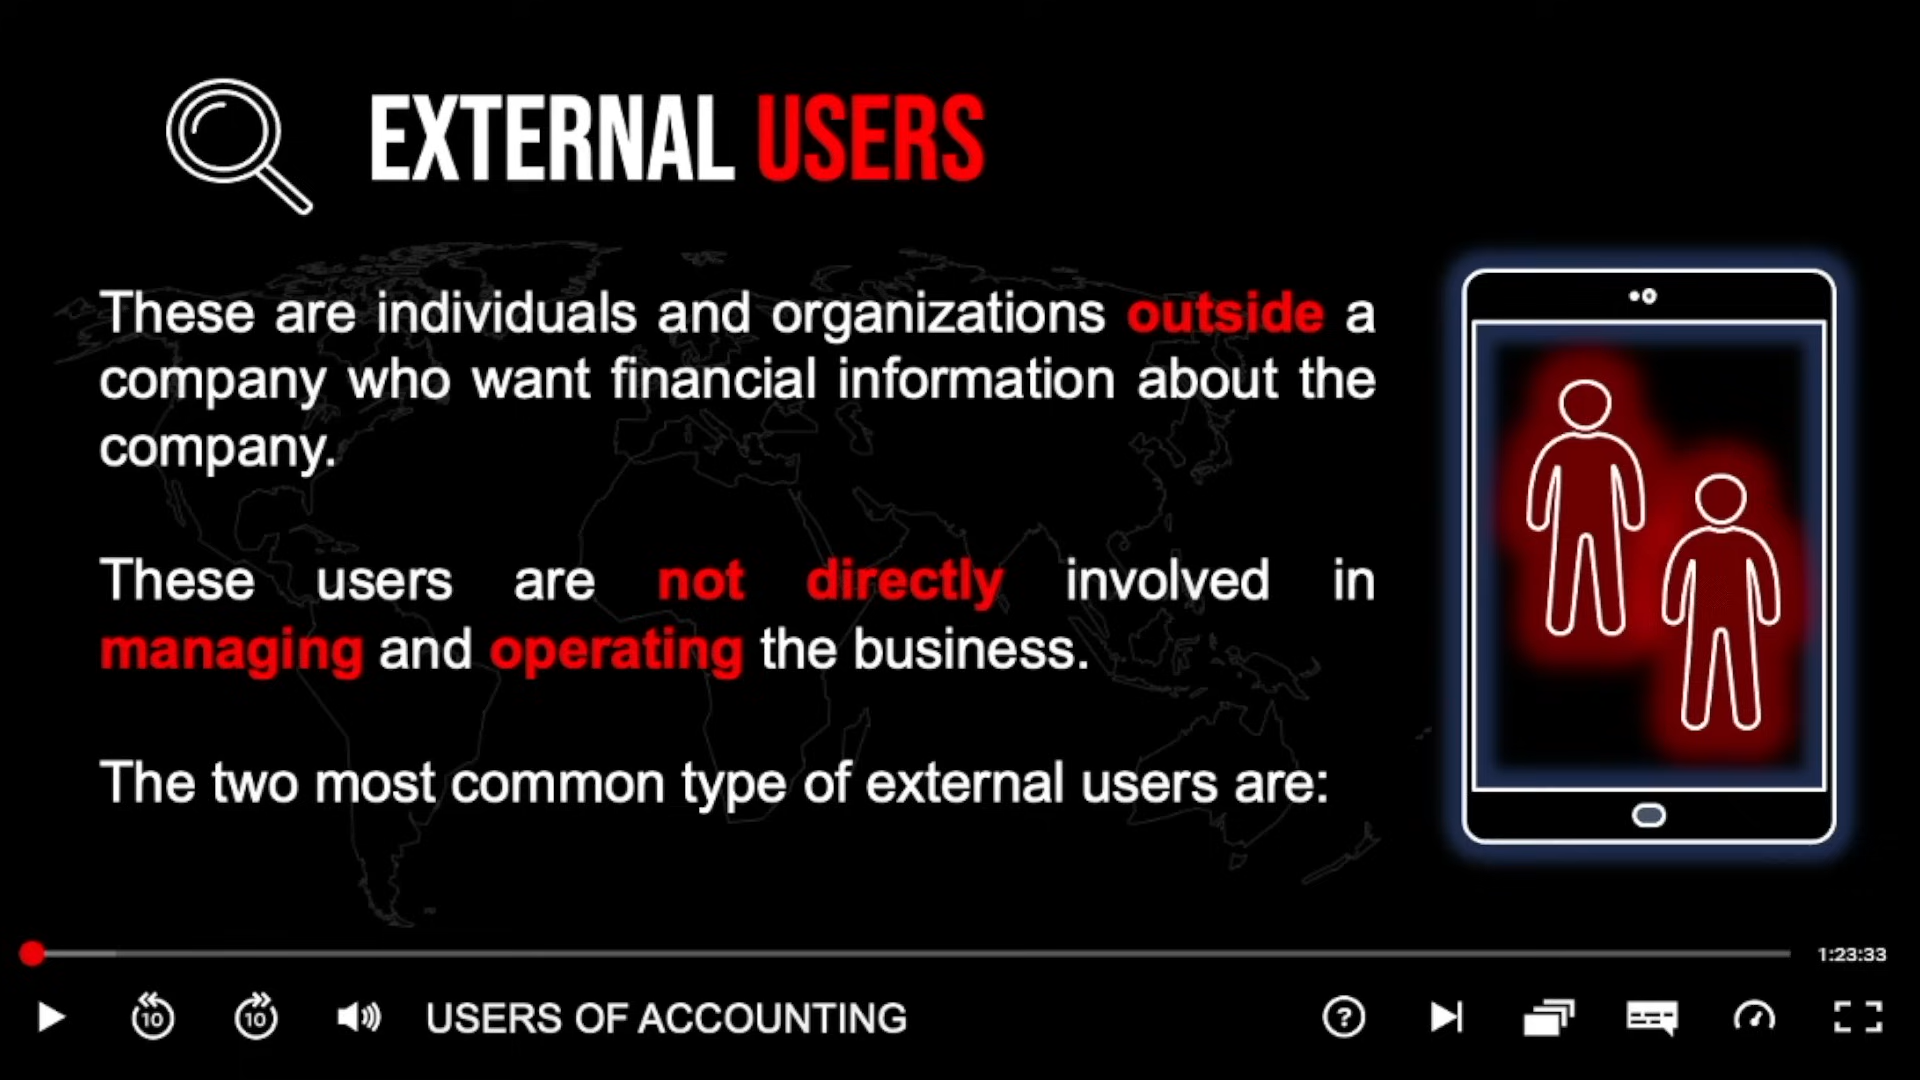 EXTERNAL USERS
These are individuals and organizations outside a
company who want financial information about the
company.
These users are not directly involved in
managing and operating the business.
The two most common type of external users are:
1:23:33
10
10
USERS OF ACCOUNTING
?